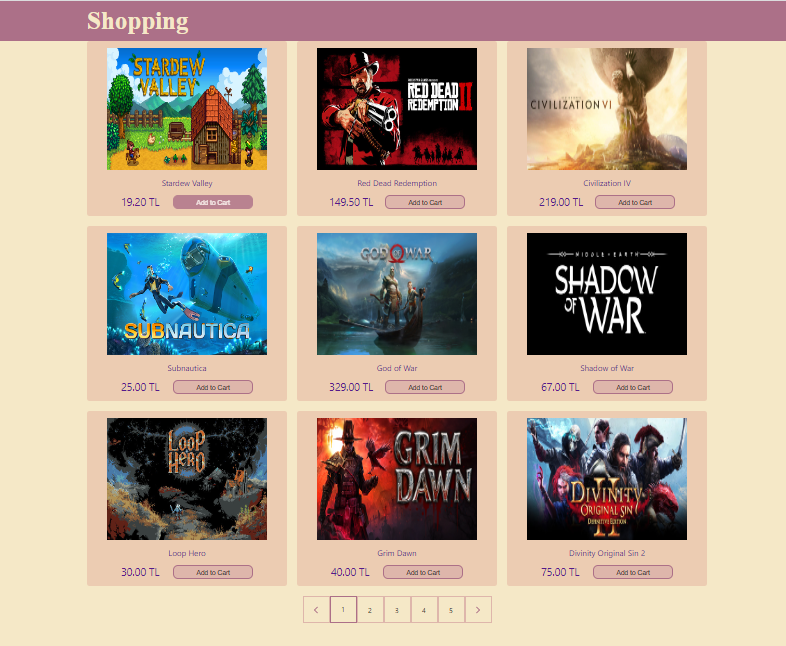 Shopping
STARDEW
VALLEY
Stardew Valley
19.20 TL Add to Cart
RED DEAD
REDEMPTION II
Red Dead Redemption
149.50 TL Add to Cart
CIVILIZATION VI
Civilization IV
219.00 TL Add to Cart
SUBNAUTICA
Subnautica
25.00 TL Add to Cart
GOD OF WAR
God of War
329.00 TL Add to Cart
MIDDLE-EARTH
SHADOW
OF WAR
Shadow of War
67.00 TL Add to Cart
LOOP
HERO
Loop Hero
30.00 TL Add to Cart
GRIM
DAWN
Grim Dawn
40.00 TL Add to Cart
DIVINITY
II
ORIGINAL SIN
DEFINITIVE EDITION
Divinity Original Sin 2
75.00 TL Add to Cart
< 1 2 3 4 5 >